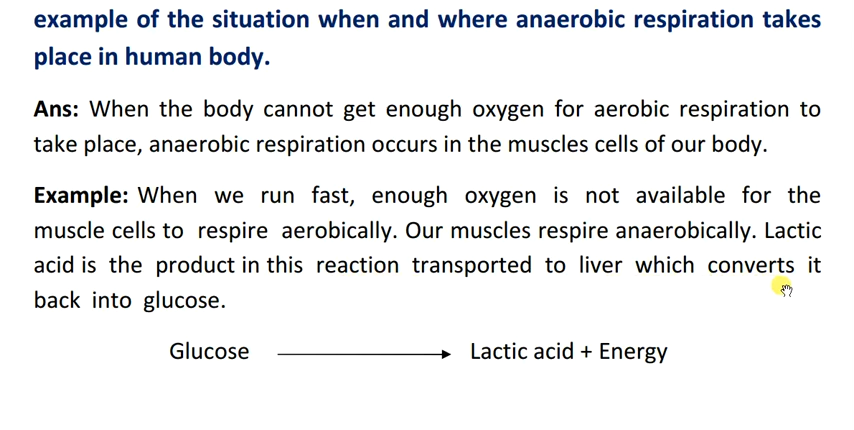 example of the situation when and where anaerobic respiration takes
place in human body.
Ans: When the body cannot get enough oxygen for aerobic respiration to
take place, anaerobic respiration occurs in the muscles cells of our body.
Example: When we run fast, enough oxygen is not available for the
muscle cells to respire aerobically. Our muscles respire anaerobically. Lactic
acid is the product in this reaction transported to liver which converts it
back into glucose.
Glucose ⟶ Lactic acid + Energy